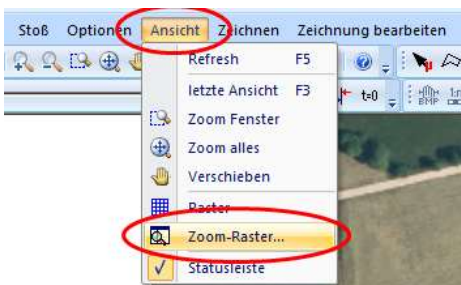 Stoß Optionen Ansicht Zeichnen Zeichnung bearbeiten
Refresh F5
letzte Ansicht F3
t=0
BMP
Zoom Fenster
Zoom alles
Verschieben
Raster
Zoom-Raster...
Statusleiste